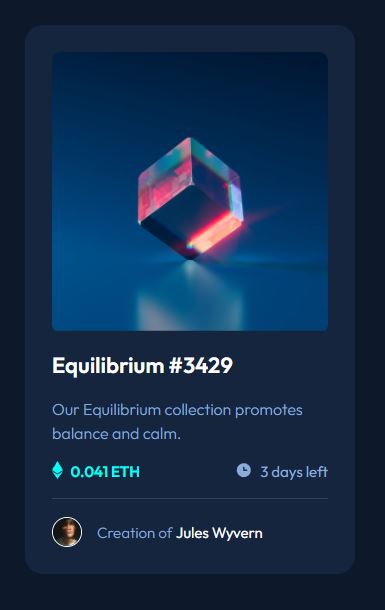 Equilibrium #3429
Our Equilibrium collection promotes
balance and calm.
0.041 ETH
3 days left
Creation of Jules Wyvern